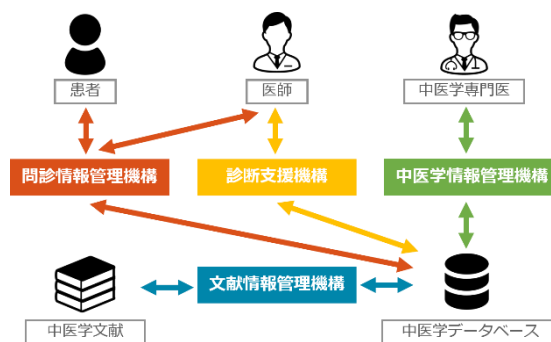 患者
医師
中医学専門医
問診情報管理機構
診断支援機構
中医学情報管理機構
文献情報管理機構
中医学文献
中医学データベース